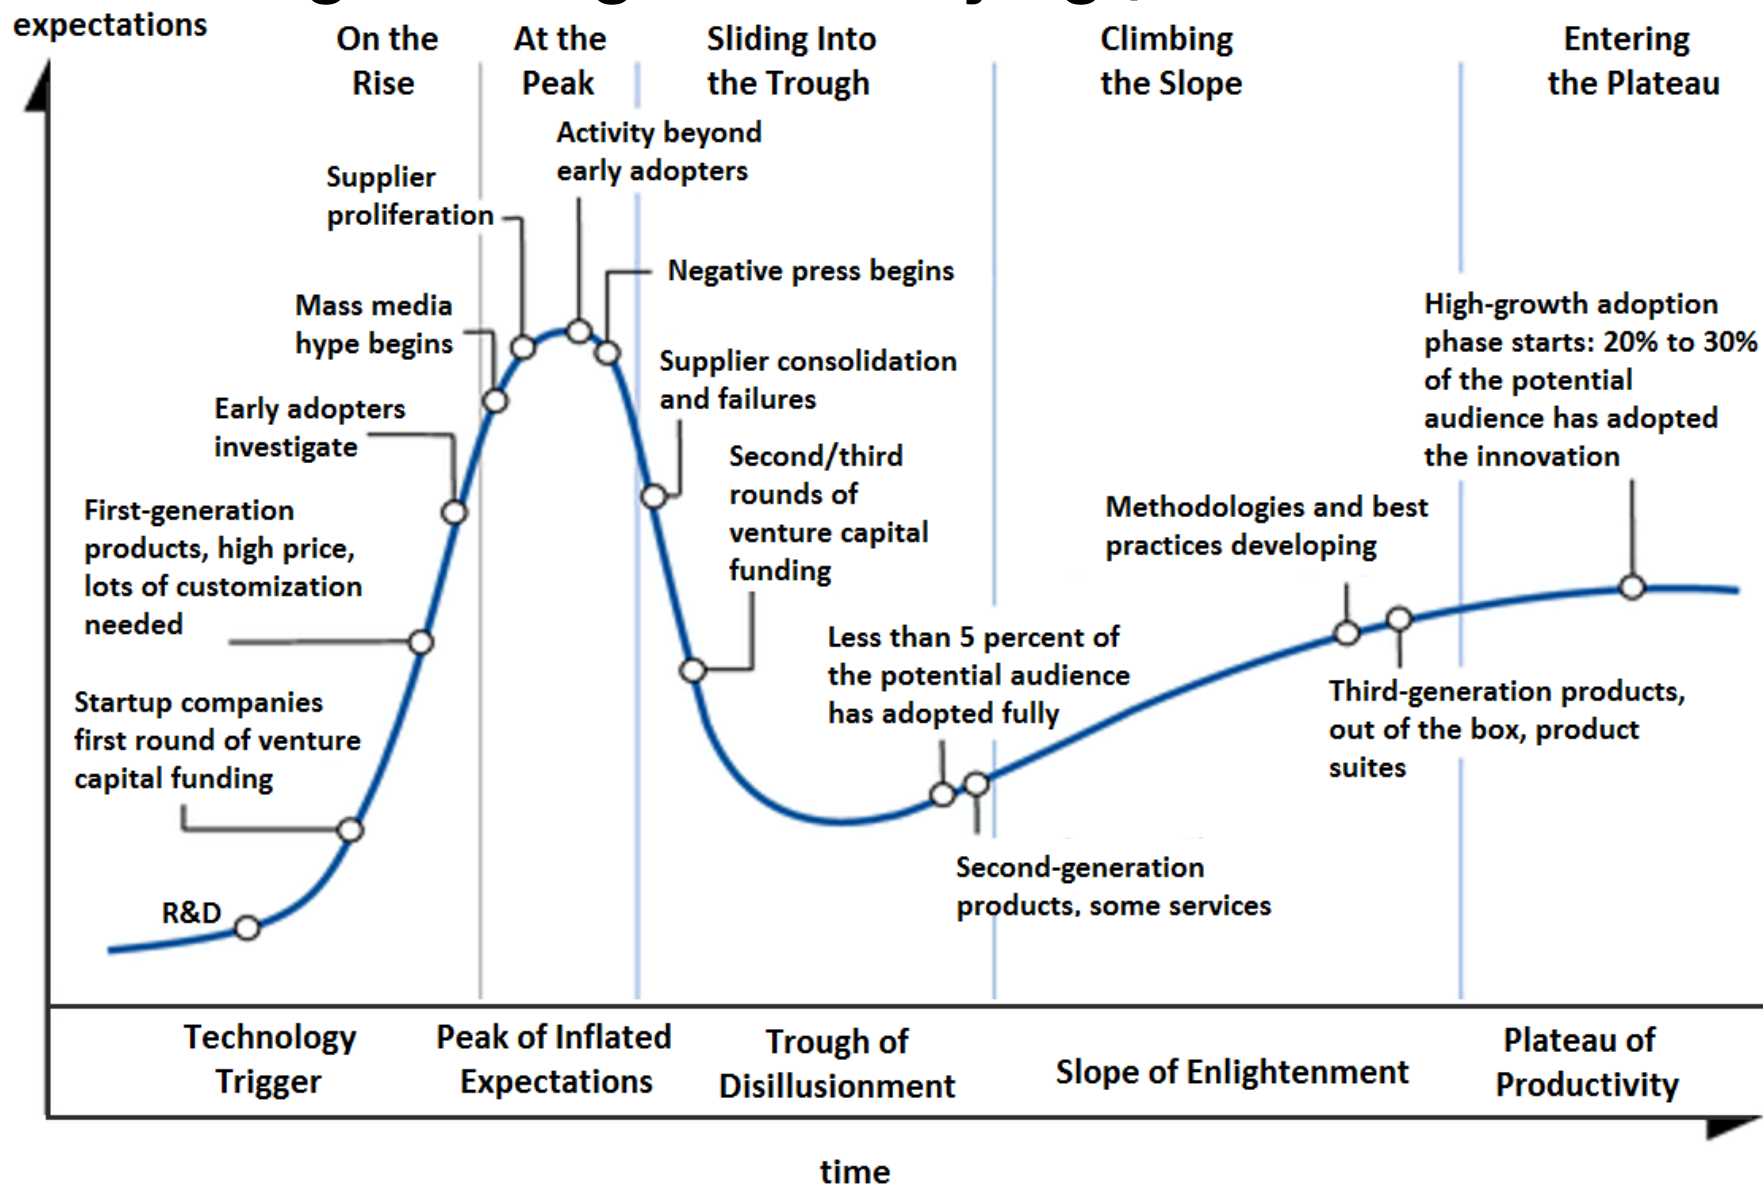 expectations
On the
Rise
At the
Peak
Sliding Into
the Trough
Climbing
the Slope
Entering
the Plateau
Activity beyond
early adopters
Supplier
proliferation
Negative press begins
Mass media
hype begins
Supplier consolidation
and failures
Early adopters
investigate
High-growth adoption
phase starts: 20% to 30%
of the potential
audience has adopted
the innovation
Second/third
rounds of
venture capital
funding
First-generation
products, high price,
lots of customization
needed
Methodologies and best
practices developing
Less than 5 percent of
the potential audience
has adopted fully
Startup companies
first round of venture
capital funding
Third-generation products,
out of the box, product
suites
Second-generation
products, some services
R&D
Technology
Trigger
Peak of Inflated
Expectations
Trough of
Disillusionment
Slope of Enlightenment
Plateau of
Productivity
time